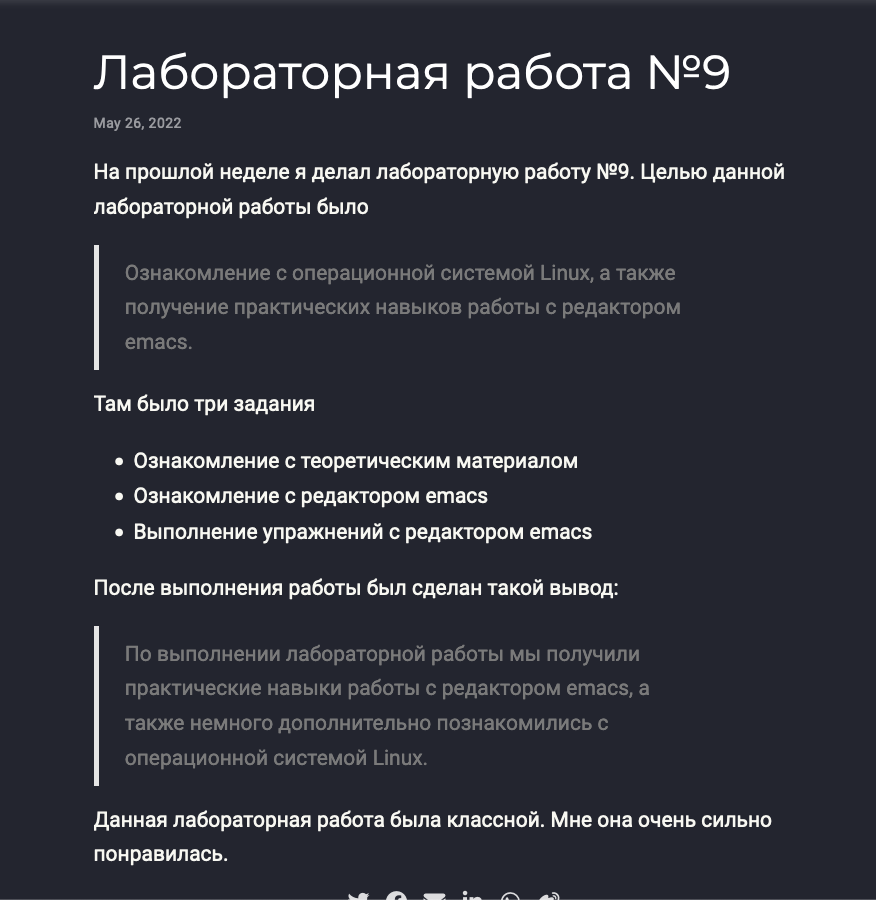 Лабораторная работа №9
May 26, 2022
На прошлой неделе я делал лабораторную работу №9. Целью данной
лабораторной работы было
Ознакомление с операционной системой Linux, а также
получение практических навыков работы с редактором
emacs.
Там было три задания
• Ознакомление с теоретическим материалом
• Ознакомление с редактором emacs
• Выполнение упражнений с редактором emacs
После выполнения работы был сделан такой вывод:
По выполнении лабораторной работы мы получили
практические навыки работы с редактором emacs, а
также немного дополнительно познакомились с
операционной системой Linux.
Данная лабораторная работа была классной. Мне она очень сильно
понравилась.